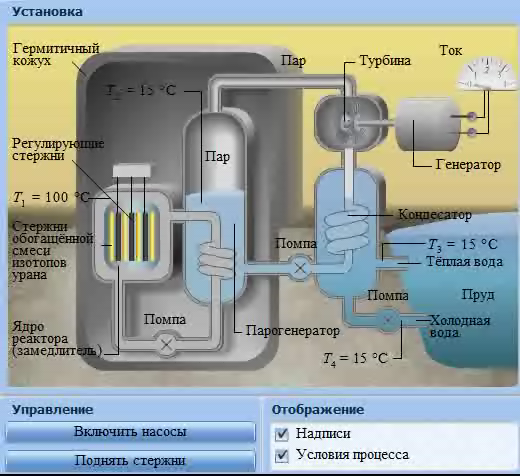 Установка
Гермитичный
кожух
Пар
Турбина
Ток
T₂ = 15 °C
Регулирующие
стержни
Пар
Генератор
T₁ = 100 °C
Стержни
обогащённой
смеси
изотопов
урана
Кондесатор
Помпа
T₃ = 15 °C
Тёплая вода
Помпа
Пруд
Ядро
реактора
(замедлитель)
Помпа
Парогенератор
Холодная
вода
T₄ = 15 °C
Управление
Отображение
Включить насосы
Надписи
Поднять стержни
Условия процесса